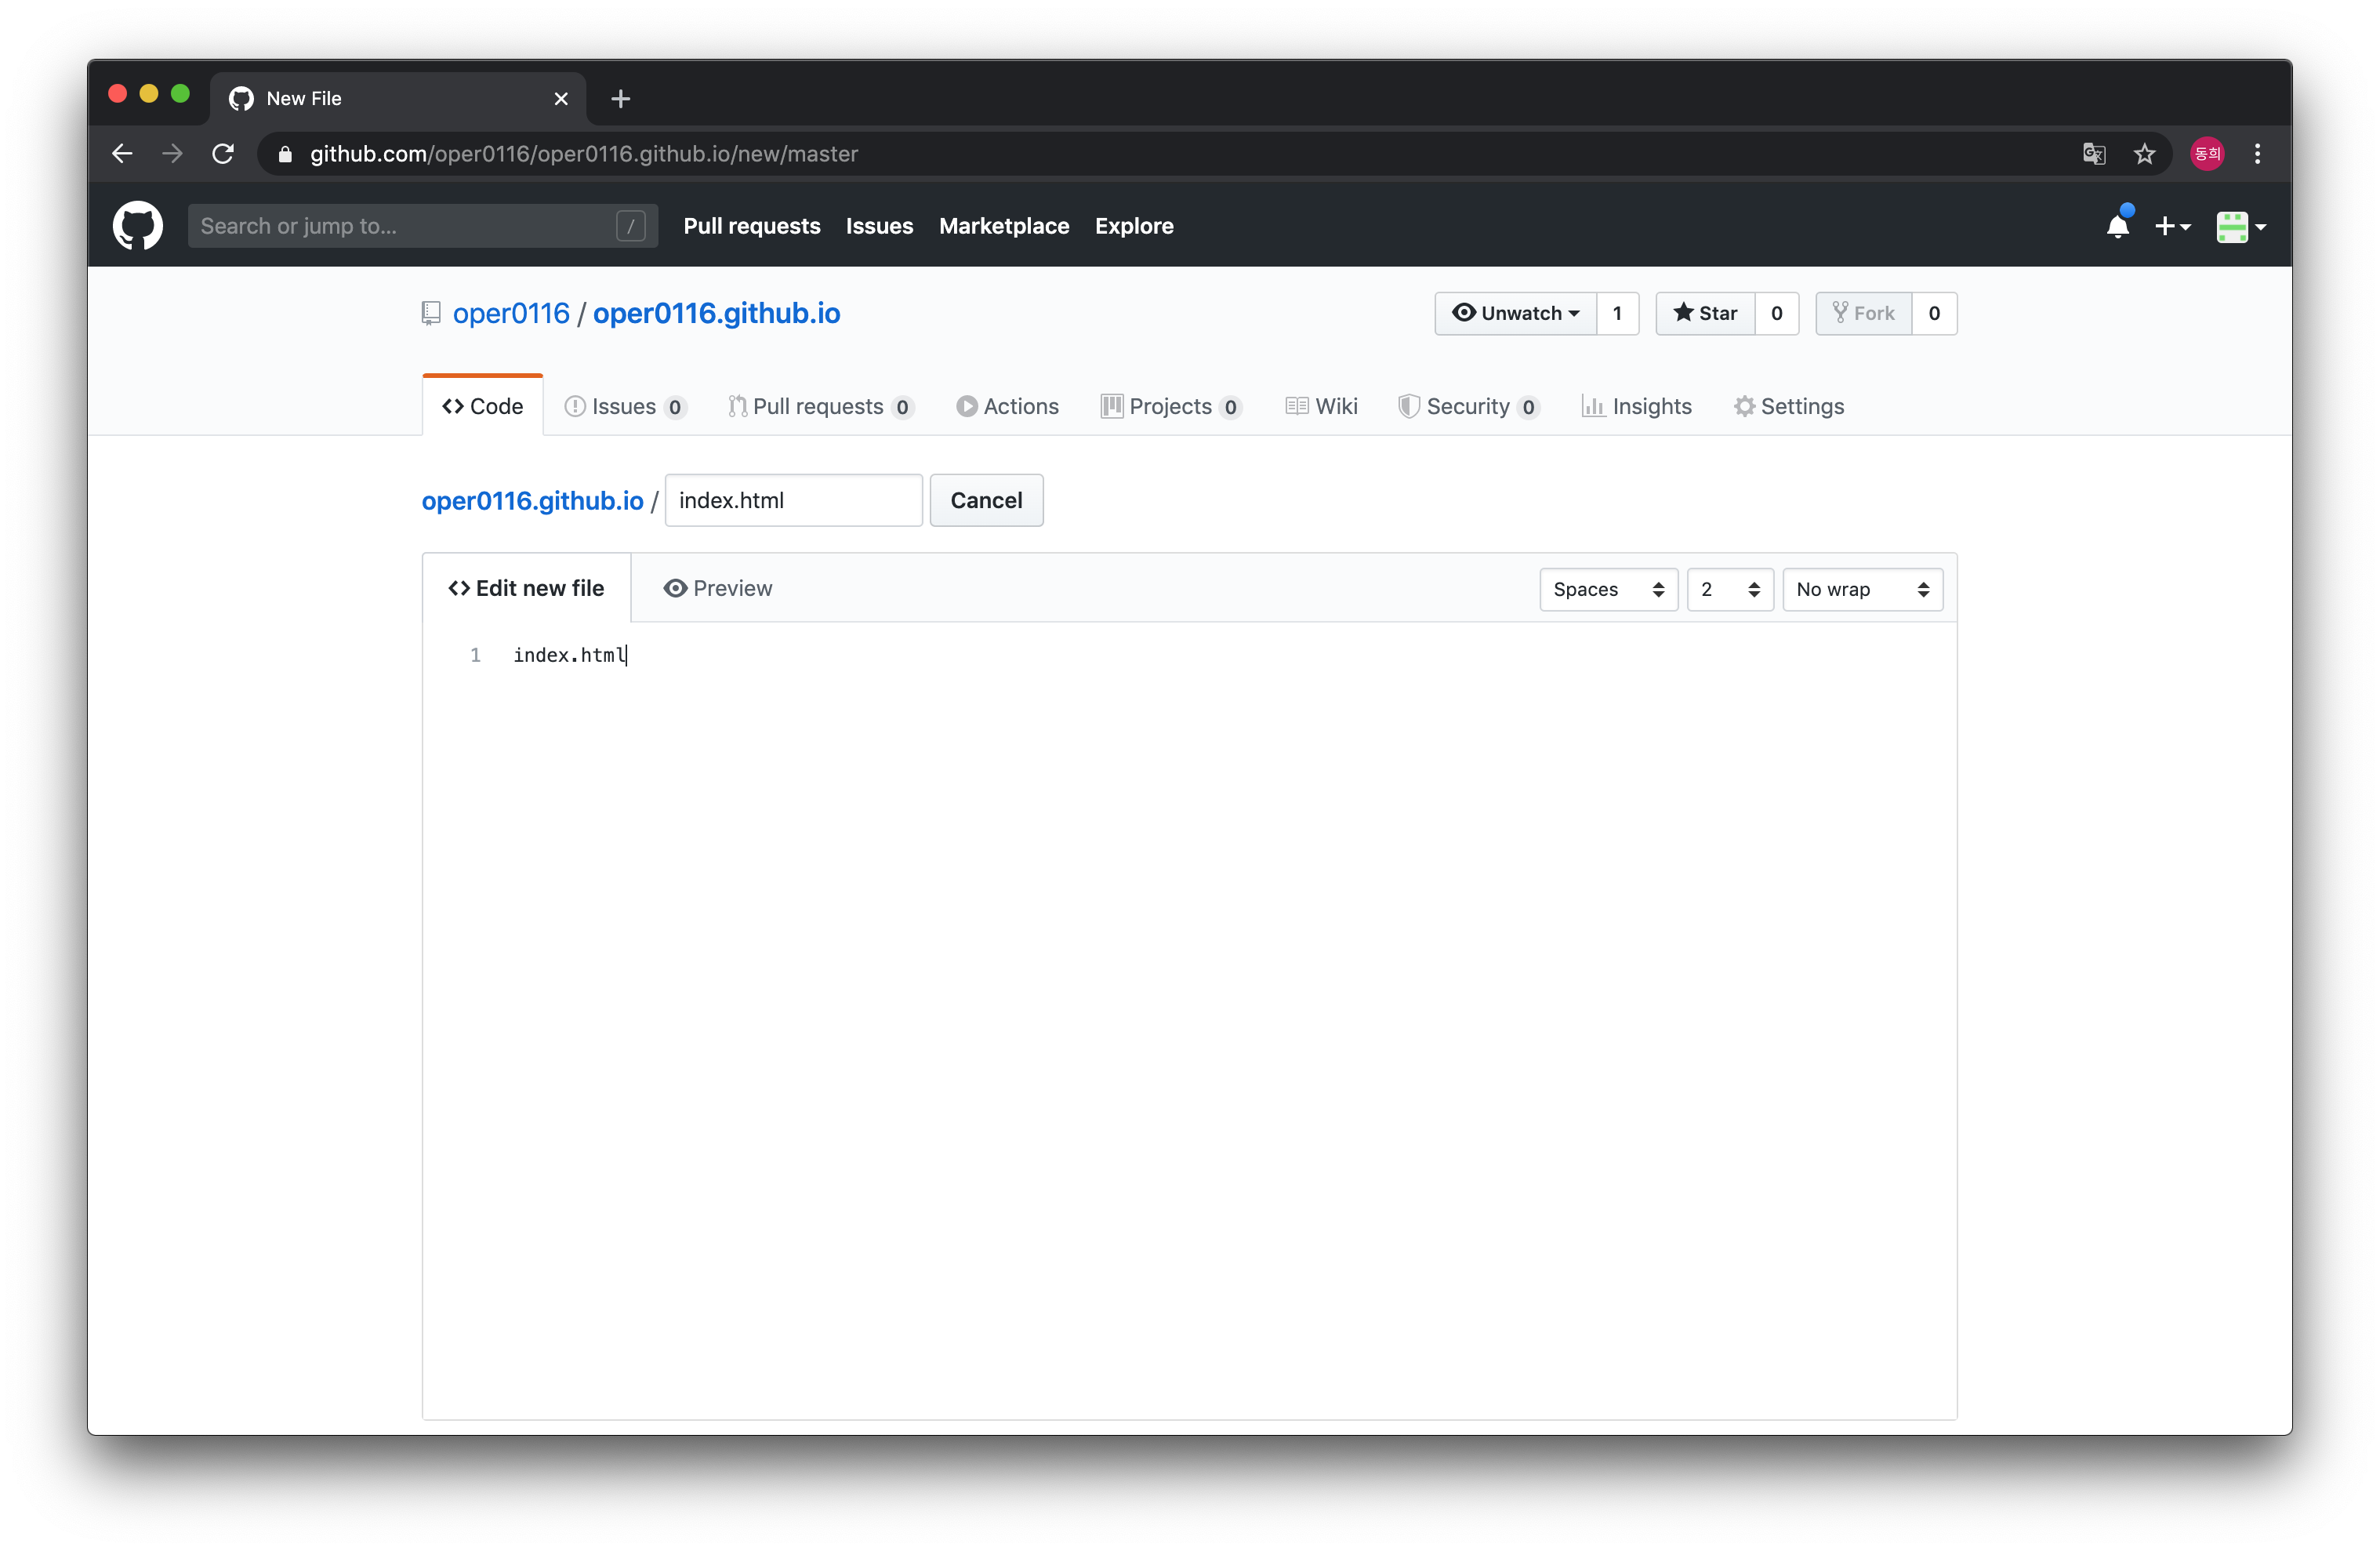 New File
github.com/oper0116/oper0116.github.io/new/master
동희
Search or jump to... /
Pull requests Issues Marketplace Explore
oper0116 / oper0116.github.io
Unwatch 1 Star 0 Fork 0
Code Issues 0 Pull requests 0 Actions Projects 0 Wiki Security 0 Insights Settings
oper0116.github.io / index.html Cancel
Edit new file Preview Spaces 2 No wrap
1 index.html